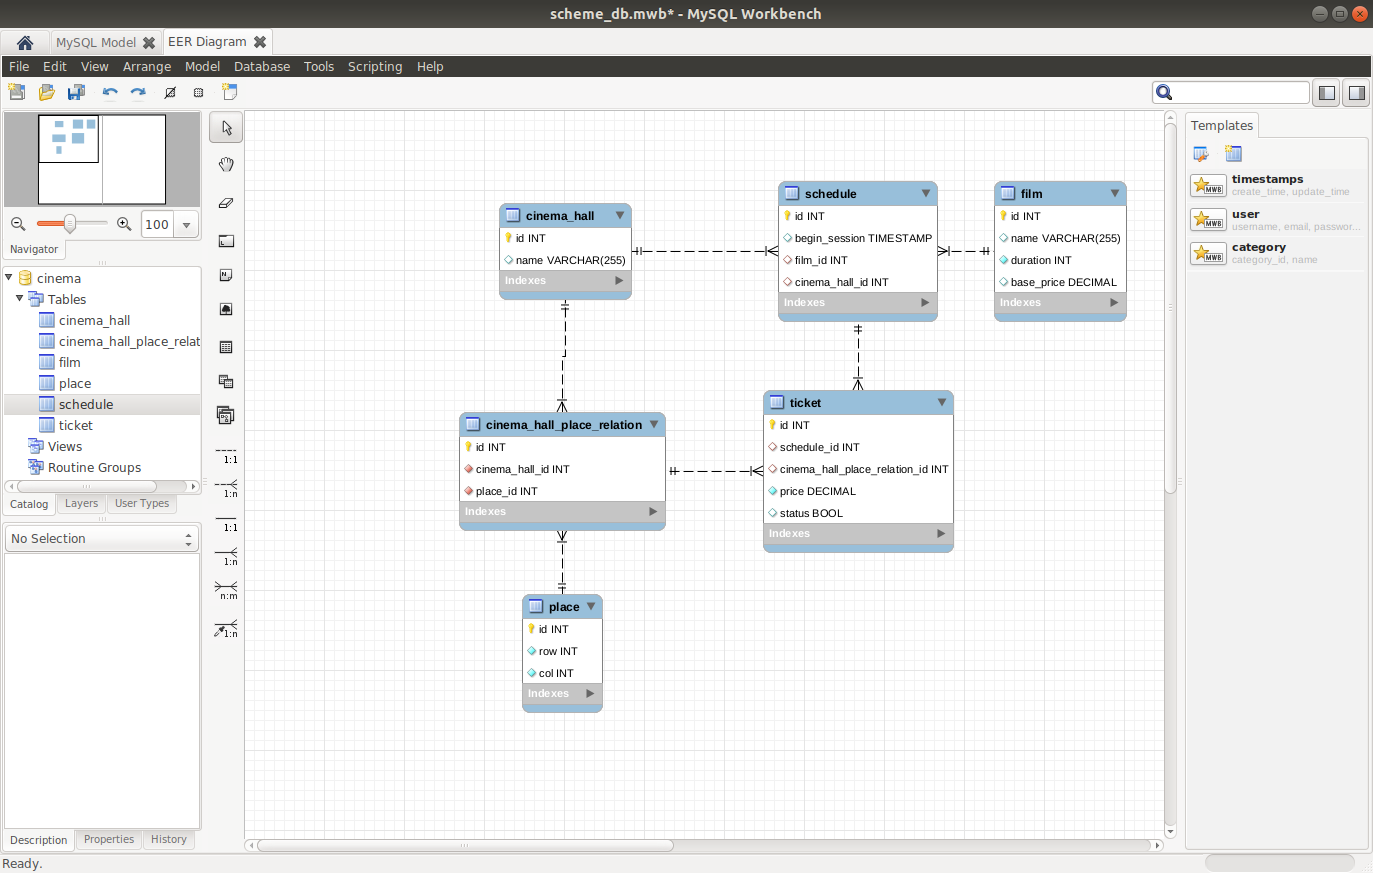 scheme_db.mwb* - MySQL Workbench
MySQL Model
EER Diagram
File Edit View Arrange Model Database Tools Scripting Help
100
Navigator
cinema
Tables
cinema_hall
cinema_hall_place_relat
film
place
schedule
ticket
Views
Routine Groups
Catalog Layers User Types
No Selection
Description Properties History
Ready.
1:1
1:n
1:1
1:n
n:m
1:n
cinema_hall
id INT
name VARCHAR(255)
Indexes
schedule
id INT
begin_session TIMESTAMP
film_id INT
cinema_hall_id INT
Indexes
film
id INT
name VARCHAR(255)
duration INT
base_price DECIMAL
Indexes
cinema_hall_place_relation
id INT
cinema_hall_id INT
place_id INT
Indexes
ticket
id INT
schedule_id INT
cinema_hall_place_relation_id INT
price DECIMAL
status BOOL
Indexes
place
id INT
row INT
col INT
Indexes
Templates
MWB
timestamps
create_time, update_time
MWB
user
username, email, passwor...
MWB
category
category_id, name